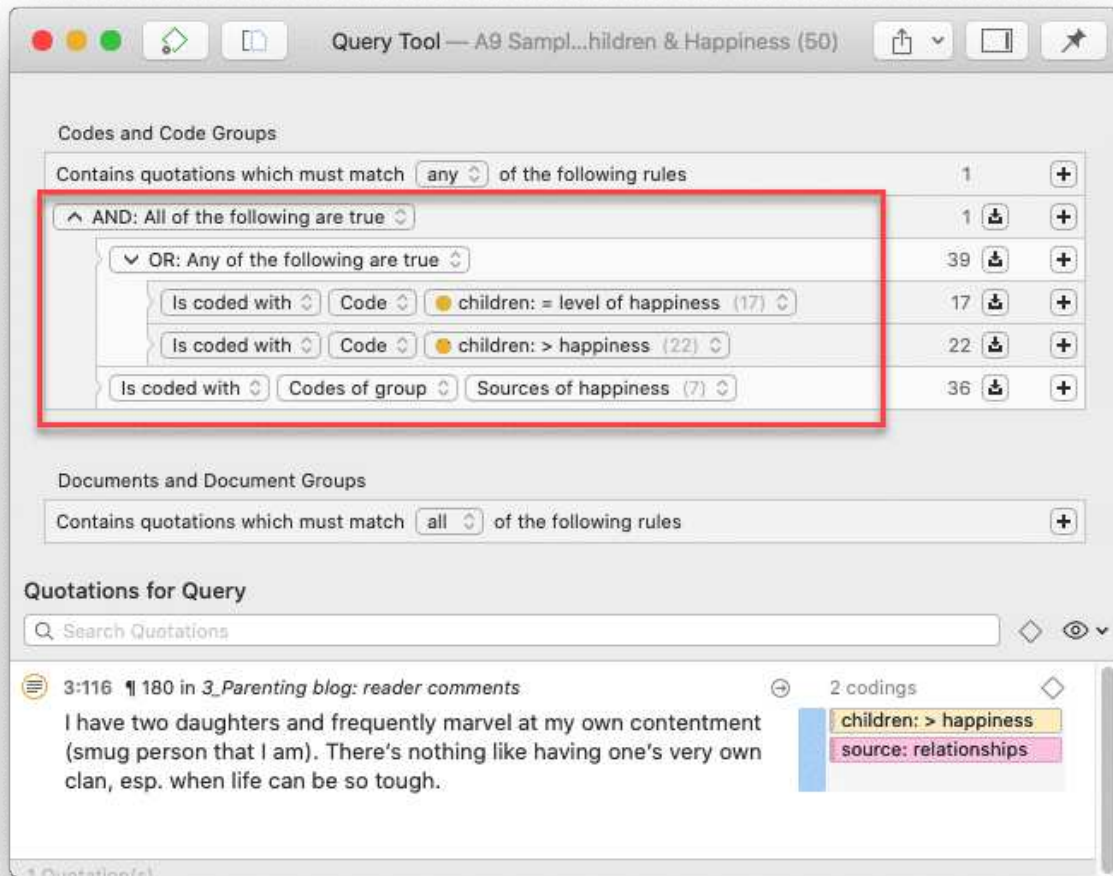 Query Tool — A9 Sampl...hildren & Happiness (50)
Codes and Code Groups
Contains quotations which must match any of the following rules 1
AND: All of the following are true 1
OR: Any of the following are true 39
Is coded with Code children: = level of happiness (17) 17
Is coded with Code children: > happiness (22) 22
Is coded with Codes of group Sources of happiness (7) 36
Documents and Document Groups
Contains quotations which must match all of the following rules
Quotations for Query
Search Quotations
3:116 ¶ 180 in 3_Parenting blog: reader comments 2 codings
I have two daughters and frequently marvel at my own contentment children: > happiness
(smug person that I am). There's nothing like having one's very own source: relationships
clan, esp. when life can be so tough.
1 Quotation(s)